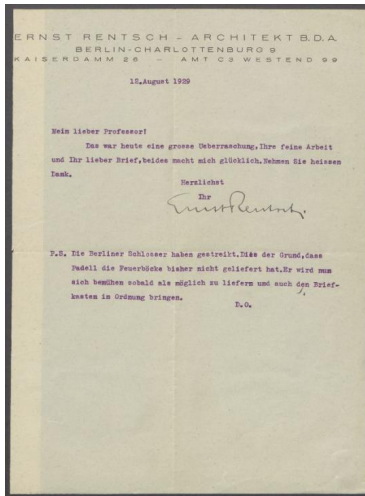 ERNST RENTSCH - ARCHITEKT B.D.A.
BERLIN-CHARLOTTENBURG 9
KAISERDAMM 26 - AMT C3 WESTEND 99
12.August 1929
Mein lieber Professor!
Das war heute eine grosse Ueberraschung,Ihre feine Arbeit
und Ihr lieber Brief,beides macht mich glücklich.Nehmen Sie heissen
Dank.
Herzlichst
Ihr
Ernst Rentsch.
P.S. Die Berliner Schlosser haben gestreikt.Dies der Grund,dass
Padell die Feuerböcke bisher nicht geliefert hat.Er wird nun
sich bemühen sobald als möglich zu liefern und auch den Brief-
kasten in Ordnung bringen.
D.O.